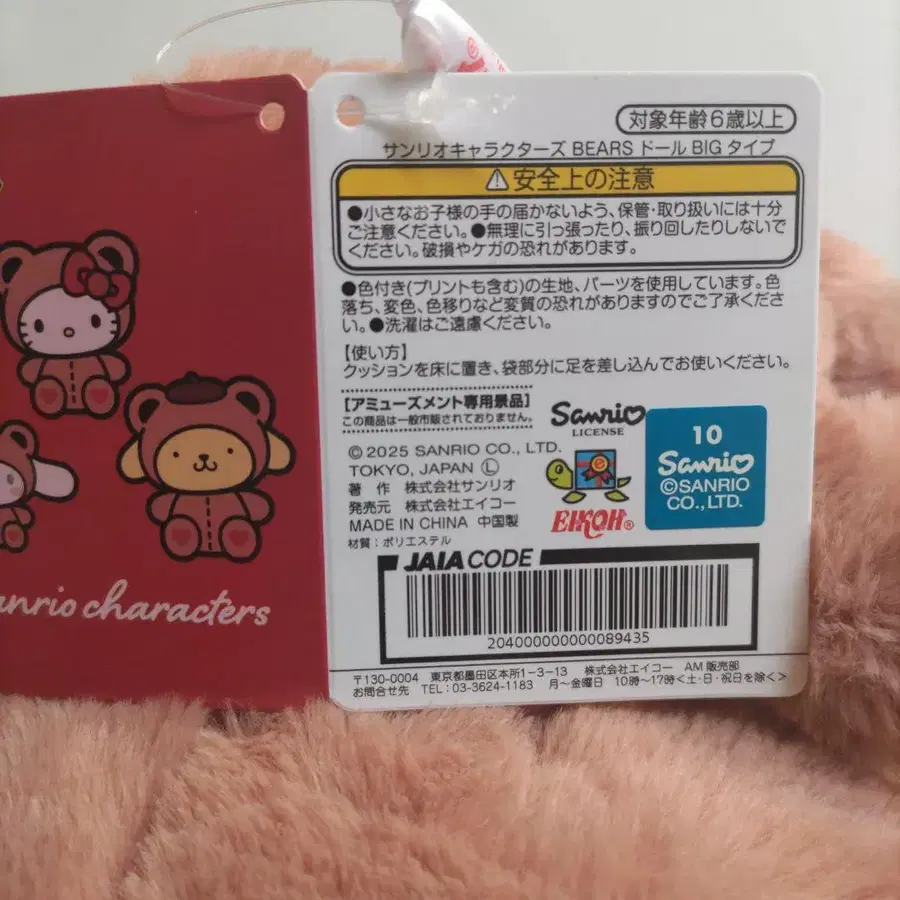 対象年齢6歳以上
サンリオキャラクターズ BEARS ドール BIG タイプ
⚠安全上の注意
●小さなお子様の手の届かないよう、保管・取り扱いには十分
ご注意ください。●無理に引っ張ったり、振り回したりしないで
ください。破損やケガの恐れがあります。
●色付き(プリントも含む)の生地、パーツを使用しています。色
落ち、変色、色移りなど変質の恐れがありますのでご了承くださ
い。●洗濯はご遠慮ください。
【使い方】
クッションを床に置き、袋部分に足を差し込んでお使いください。
【アミューズメント専用景品】
この商品は一般市販されておりません。
Sanrio
LICENSE
© 2025 SANRIO CO., LTD.
TOKYO, JAPAN Ⓛ
著 作 株式会社サンリオ
発売元 株式会社エイコー
MADE IN CHINA 中国製
材質：ポリエステル
e
EIKOH®
10
Sanrio
©SANRIO
CO.,LTD.
JAIA CODE
204000000000089435
〒130-0004 東京都墨田区本所1-3-13 株式会社エイコー AM販売部
お問合せ先 TEL：03-3624-1183 月～金曜日 10時～17時＜土・日・祝日を除く＞
anrio characters